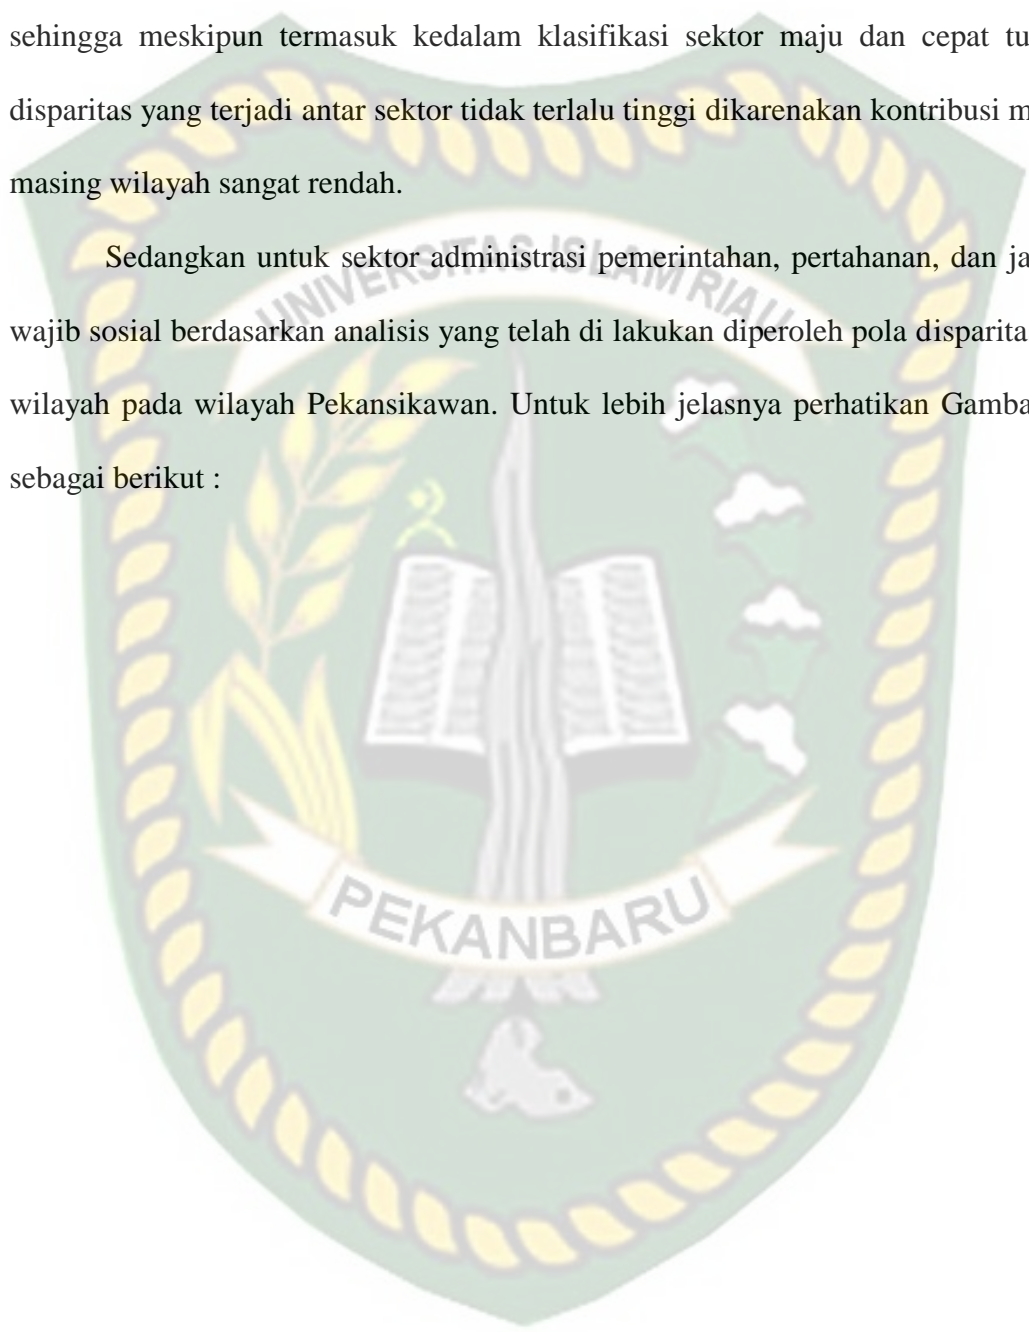 sehingga meskipun termasuk kedalam klasifikasi sektor maju dan cepat tu
disparitas yang terjadi antar sektor tidak terlalu tinggi dikarenakan kontribusi m
masing wilayah sangat rendah.
Sedangkan untuk sektor administrasi pemerintahan, pertahanan, dan ja
wajib sosial berdasarkan analisis yang telah di lakukan diperoleh pola disparita
wilayah pada wilayah Pekansikawan. Untuk lebih jelasnya perhatikan Gamba
sebagai berikut :
UNIVERSITAS ISLAM RIAU
PEKANBARU